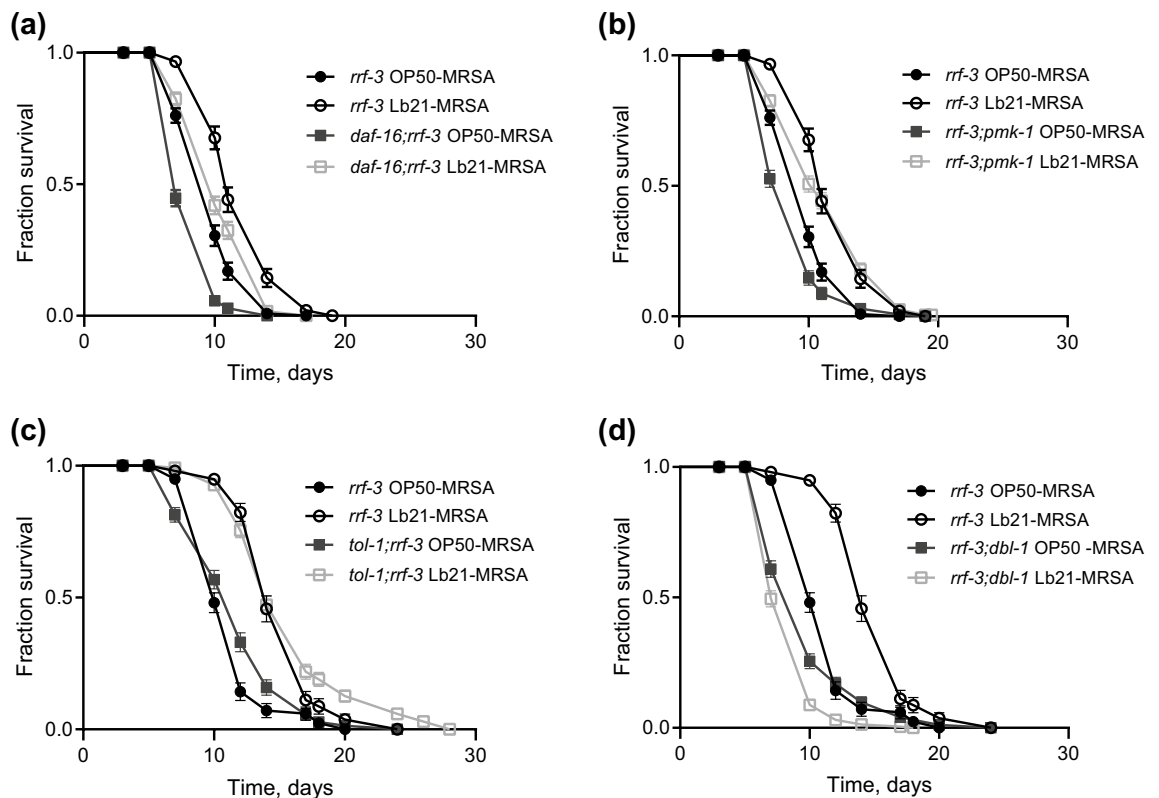 (a)
Fraction survival
1.0
0.5
0.0
0
10
20
30
Time, days
rrf-3 OP50-MRSA
rrf-3 Lb21-MRSA
daf-16;rrf-3 OP50-MRSA
daf-16;rrf-3 Lb21-MRSA
(b)
Fraction survival
1.0
0.5
0.0
0
10
20
30
Time, days
rrf-3 OP50-MRSA
rrf-3 Lb21-MRSA
rrf-3;pmk-1 OP50-MRSA
rrf-3;pmk-1 Lb21-MRSA
(c)
Fraction survival
1.0
0.5
0.0
0
10
20
30
Time, days
rrf-3 OP50-MRSA
rrf-3 Lb21-MRSA
tol-1;rrf-3 OP50-MRSA
tol-1;rrf-3 Lb21-MRSA
(d)
Fraction survival
1.0
0.5
0.0
0
10
20
30
Time, days
rrf-3 OP50-MRSA
rrf-3 Lb21-MRSA
rrf-3;dbl-1 OP50 -MRSA
rrf-3;dbl-1 Lb21-MRSA